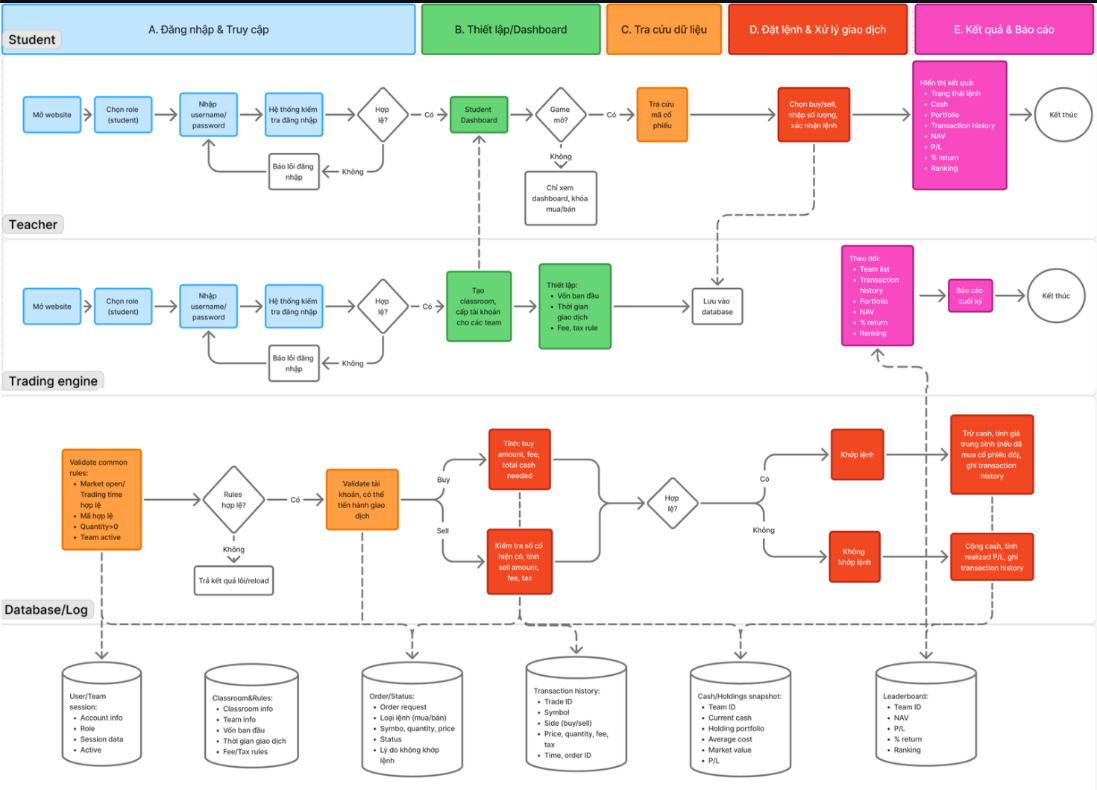 Student
A. Đăng nhập & Truy cập
B. Thiết lập/Dashboard
C. Tra cứu dữ liệu
D. Đặt lệnh & Xử lý giao dịch
E. Kết quả & Báo cáo
Mở website
Chọn role
(student)
Nhập
username/
password
Hệ thống kiểm
tra đăng nhập
Hợp
lệ?
Có
Không
Báo lỗi đăng
nhập
Student
Dashboard
Game
mở?
Có
Không
Chỉ xem
dashboard, khóa
mua/bán
Tra cứu
mã cổ
phiếu
Chọn buy/sell,
nhập số lượng,
xác nhận lệnh
Hiển thị kết quả:
• Trạng thái lệnh
• Cash
• Portfolio
• Transaction history
• NAV
• P/L
• % return
• Ranking
Kết thúc
Teacher
Mở website
Chọn role
(student)
Nhập
username/
password
Hệ thống kiểm
tra đăng nhập
Hợp
lệ?
Có
Không
Báo lỗi đăng
nhập
Tạo
classroom,
cấp tài khoản
cho các team
Thiết lập:
• Vốn ban đầu
• Thời gian
giao dịch
• Fee, tax rule
Lưu vào
database
Theo dõi:
• Team list
• Transaction
history
• Portfolio
• NAV
• % return
• Ranking
Báo cáo
cuối kỳ
Kết thúc
Trading engine
Validate common
rules:
• Market open/
Trading time
hợp lệ
• Mã hợp lệ
• Quantity>0
• Team active
Rules
hợp lệ?
Có
Không
Trả kết quả lỗi/reload
Validate tài
khoản, có thể
tiến hành giao
dịch
Buy
Sell
Tính: buy
amount, fee,
total cash
needed
Kiểm tra số cổ
hiện có, tính
sell amount,
fee, tax
Hợp
lệ?
Có
Không
Khớp lệnh
Không
khớp lệnh
Trừ cash, tính giá
trung bình (nếu đã
mua cổ phiếu đó),
ghi transaction
history
Cộng cash, tính
realized P/L, ghi
transaction history
Database/Log
User/Team
session:
• Account info
• Role
• Session data
• Active
Classroom&Rules:
• Classroom info
• Team info
• Vốn ban đầu
• Thời gian giao dịch
• Fee/Tax rules
Order/Status:
• Order request
• Loại lệnh (mua/bán)
• Symbo, quantity, price
• Status
• Lý do không khớp
lệnh
Transaction history:
• Trade ID
• Symbol
• Side (buy/sell)
• Price, quantity, fee,
tax
• Time, order ID
Cash/Holdings snapshot:
• Team ID
• Current cash
• Holding portfolio
• Average cost
• Market value
• P/L
Leaderboard:
• Team ID
• NAV
• P/L
• % return
• Ranking